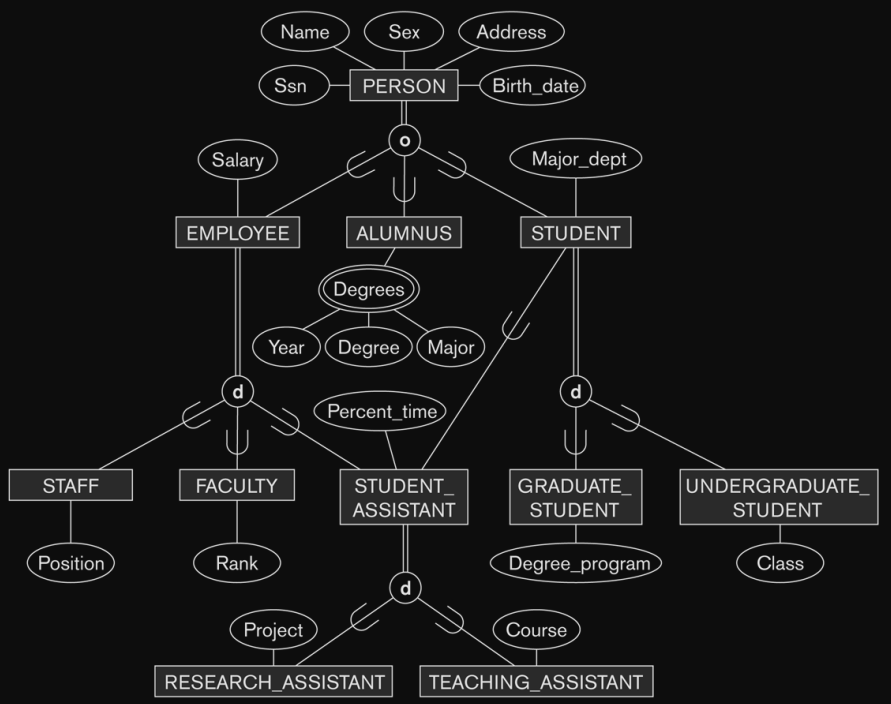 Name
Sex
Address
Ssn
PERSON
Birth_date
o
Salary
Major_dept
EMPLOYEE
ALUMNUS
STUDENT
Degrees
Year
Degree
Major
d
d
Percent_time
STAFF
FACULTY
STUDENT_
ASSISTANT
GRADUATE_
STUDENT
UNDERGRADUATE_
STUDENT
Position
Rank
Degree_program
Class
d
Project
Course
RESEARCH_ASSISTANT
TEACHING_ASSISTANT